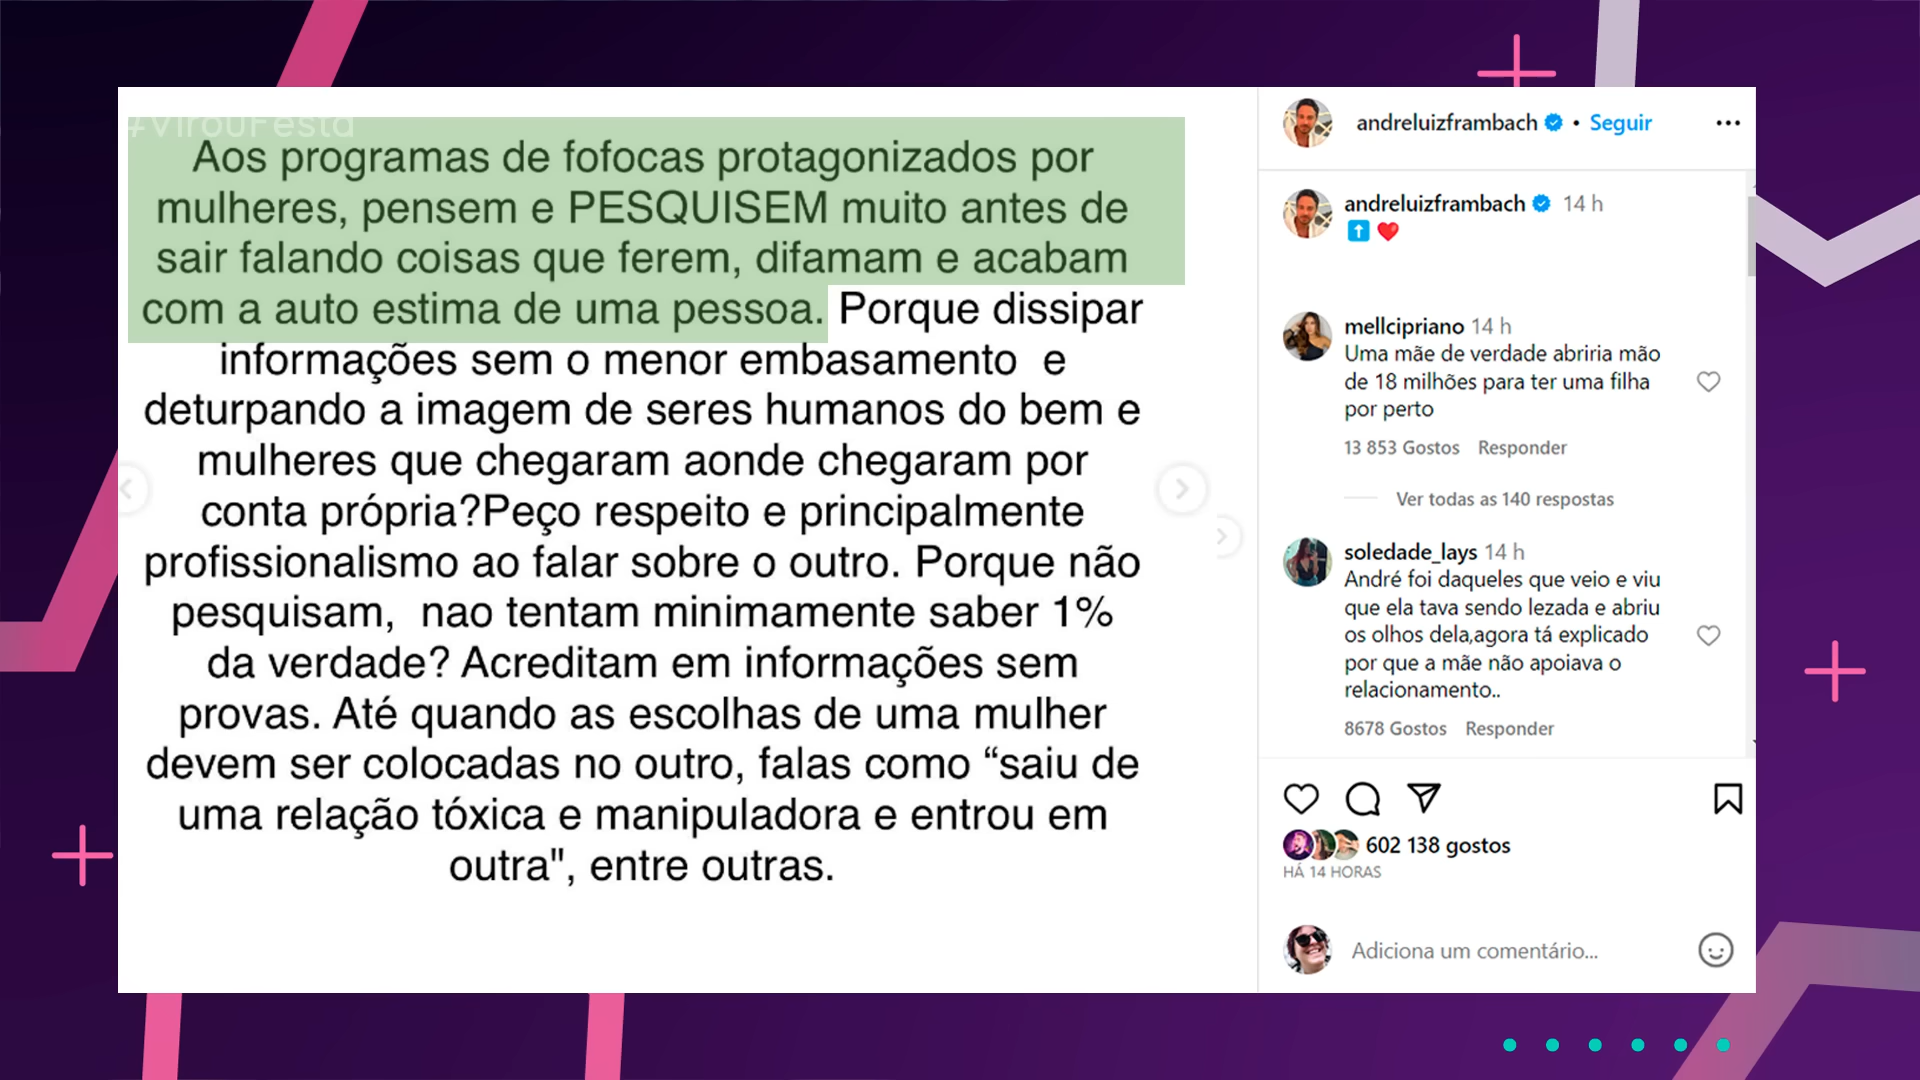 #VirouFesta
Aos programas de fofocas protagonizados por
mulheres, pensem e PESQUISEM muito antes de
sair falando coisas que ferem, difamam e acabam
com a auto estima de uma pessoa. Porque dissipar
informações sem o menor embasamento e
deturpando a imagem de seres humanos do bem e
mulheres que chegaram aonde chegaram por
conta própria?Peço respeito e principalmente
profissionalismo ao falar sobre o outro. Porque não
pesquisam, nao tentam minimamente saber 1%
da verdade? Acreditam em informações sem
provas. Até quando as escolhas de uma mulher
devem ser colocadas no outro, falas como “saiu de
uma relação tóxica e manipuladora e entrou em
outra", entre outras.
andreluizframbach • Seguir
andreluizframbach 14 h
mellcipriano 14 h
Uma mãe de verdade abriria mão
de 18 milhões para ter uma filha
por perto
13 853 Gostos Responder
Ver todas as 140 respostas
soledade_lays 14 h
André foi daqueles que veio e viu
que ela tava sendo lezada e abriu
os olhos dela,agora tá explicado
por que a mãe não apoiava o
relacionamento..
8678 Gostos Responder
602 138 gostos
HÁ 14 HORAS
Adiciona um comentário...